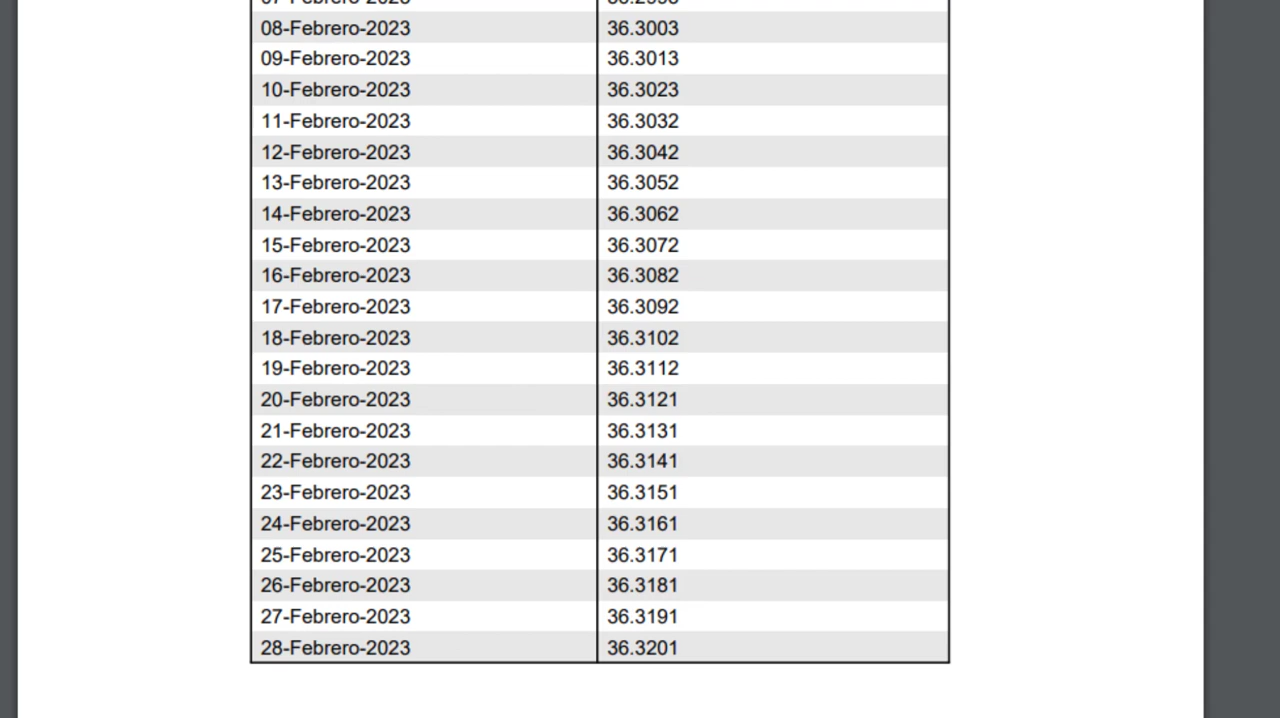 08-Febrero-2023 36.3003
09-Febrero-2023 36.3013
10-Febrero-2023 36.3023
11-Febrero-2023 36.3032
12-Febrero-2023 36.3042
13-Febrero-2023 36.3052
14-Febrero-2023 36.3062
15-Febrero-2023 36.3072
16-Febrero-2023 36.3082
17-Febrero-2023 36.3092
18-Febrero-2023 36.3102
19-Febrero-2023 36.3112
20-Febrero-2023 36.3121
21-Febrero-2023 36.3131
22-Febrero-2023 36.3141
23-Febrero-2023 36.3151
24-Febrero-2023 36.3161
25-Febrero-2023 36.3171
26-Febrero-2023 36.3181
27-Febrero-2023 36.3191
28-Febrero-2023 36.3201